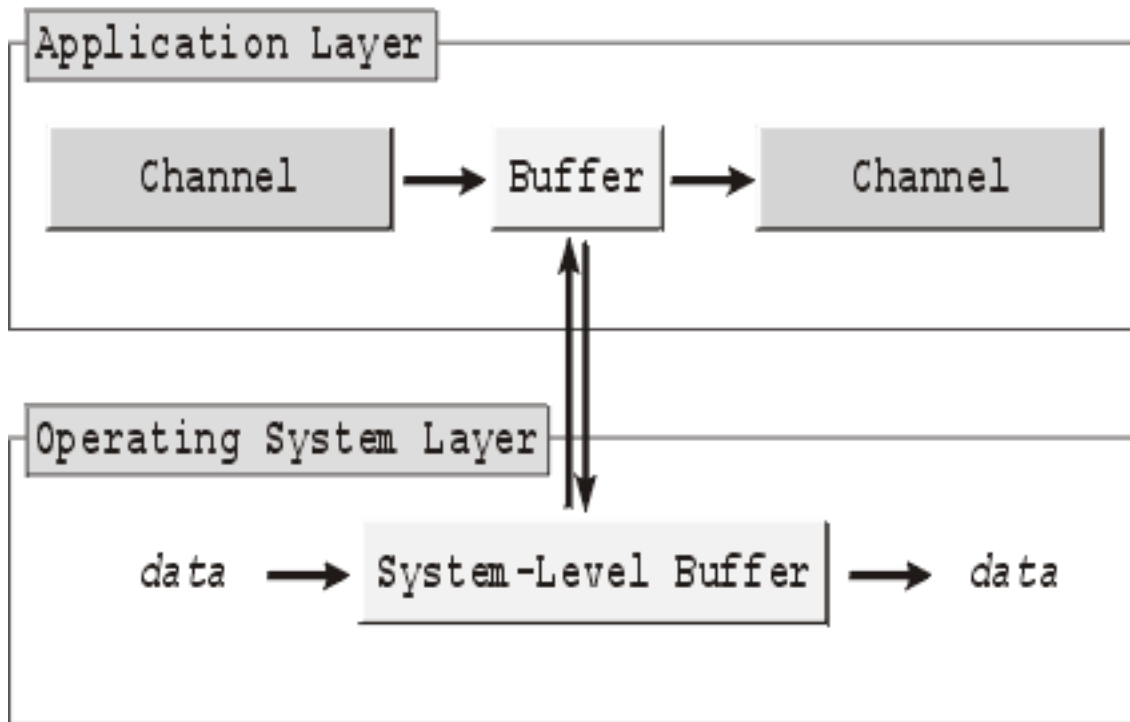 Application Layer
Channel
Buffer
Channel
Operating System Layer
data
System-Level Buffer
data